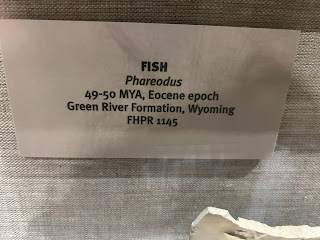 FISH
Phareodus
49-50 MYA, Eocene epoch
Green River Formation, Wyoming
FHPR 1145